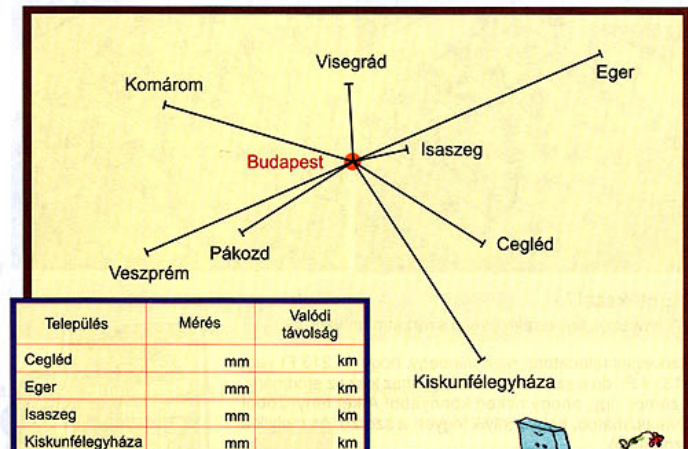 Visegrád
Eger
Komárom
Isaszeg
Budapest
Cegléd
Pákozd
Veszprém
Kiskunfélegyháza
Település Mérés Valódi távolság
Cegléd mm km
Eger mm km
Isaszeg mm km
Kiskunfélegyháza mm km